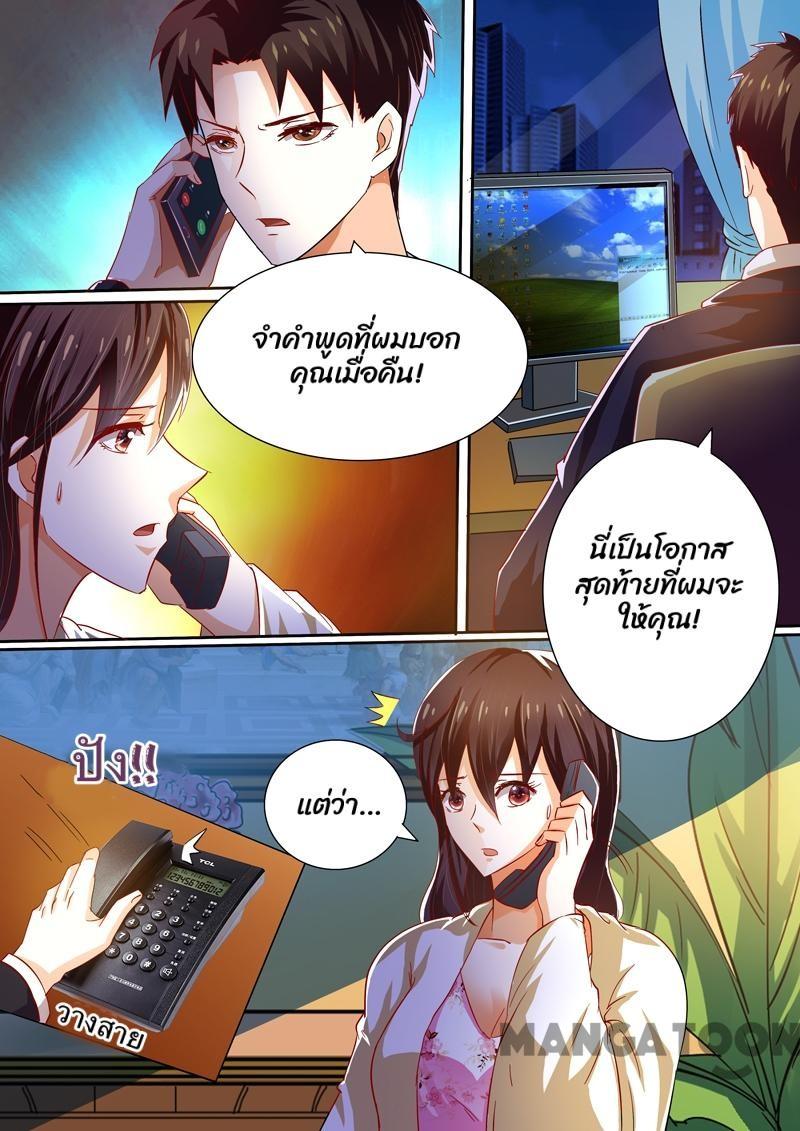 จำคำพูดที่ผมบอก
คุณเมื่อคืน!
นี่เป็นโอกาส
สุดท้ายที่ผมจะ
ให้คุณ!
ปัง!!
แต่ว่า...
TCL
123456789012
วางสาย
MANGATOON